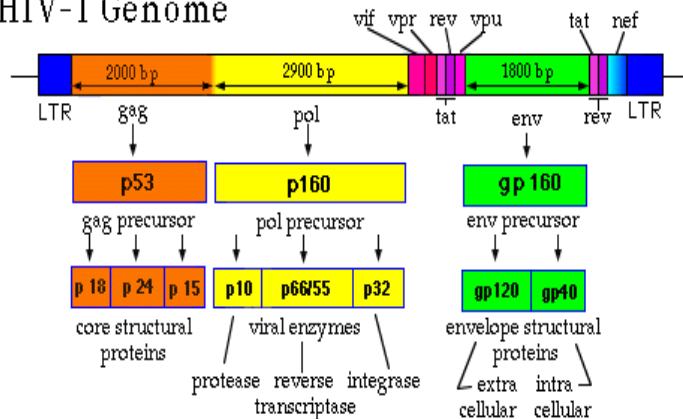 HIV-1 Genome
vif vpr rev vpu tat nef
2000 bp 2900 bp 1800 bp
LTR gag pol tat env rev LTR
p53 p160 gp 160
gag precursor pol precursor env precursor
p 18 p 24 p 15 p10 p66/55 p32 gp120 gp40
core structural viral enzymes envelope structural
proteins proteins
protease reverse integrase extra intra
transcriptase cellular cellular